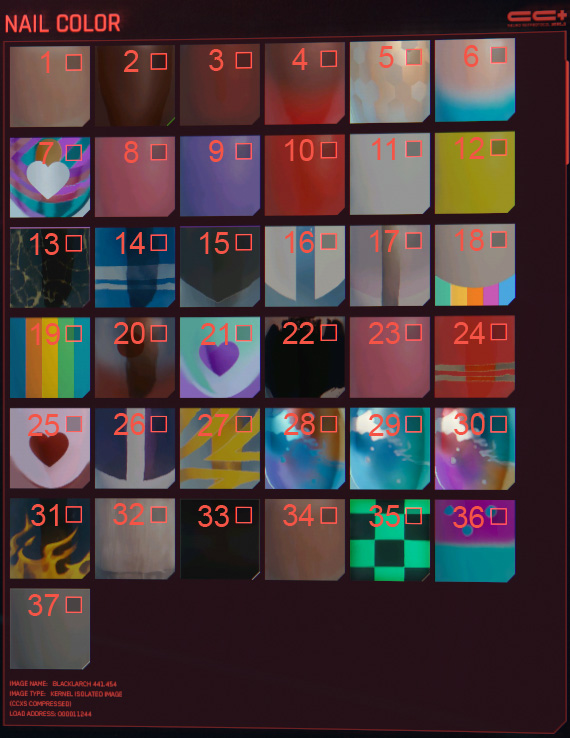 NAIL COLOR
1 2 3 4 5 6
7 8 9 10 11 12
13 14 15 16 17 18
19 20 21 22 23 24
25 26 27 28 29 30
31 32 33 34 35 36
37
IMAGE NAME: BLACKLARCH 441.454
IMAGE TYPE: KERNEL ISOLATED IMAGE
(CCXS COMPRESSED)
LOAD ADDRESS: 000011244